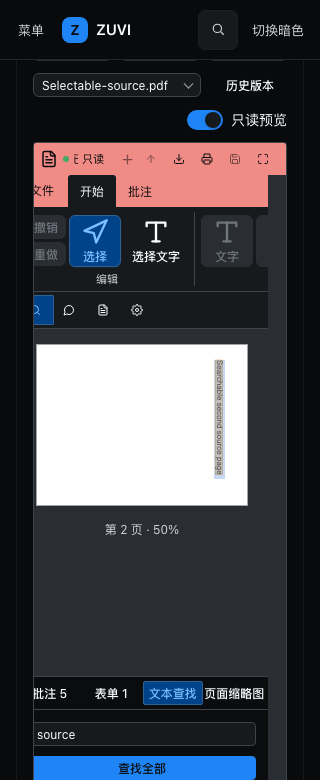 菜单
Z
ZUVI
切换暗色
Selectable-source.pdf
历史版本
只读预览
只读
文件
开始
批注
撤销
重做
选择
选择文字
文字
编辑
Searchable second source page
第 2 页 · 50%
批注 5
表单 1
文本查找
页面缩略图
source
查找全部